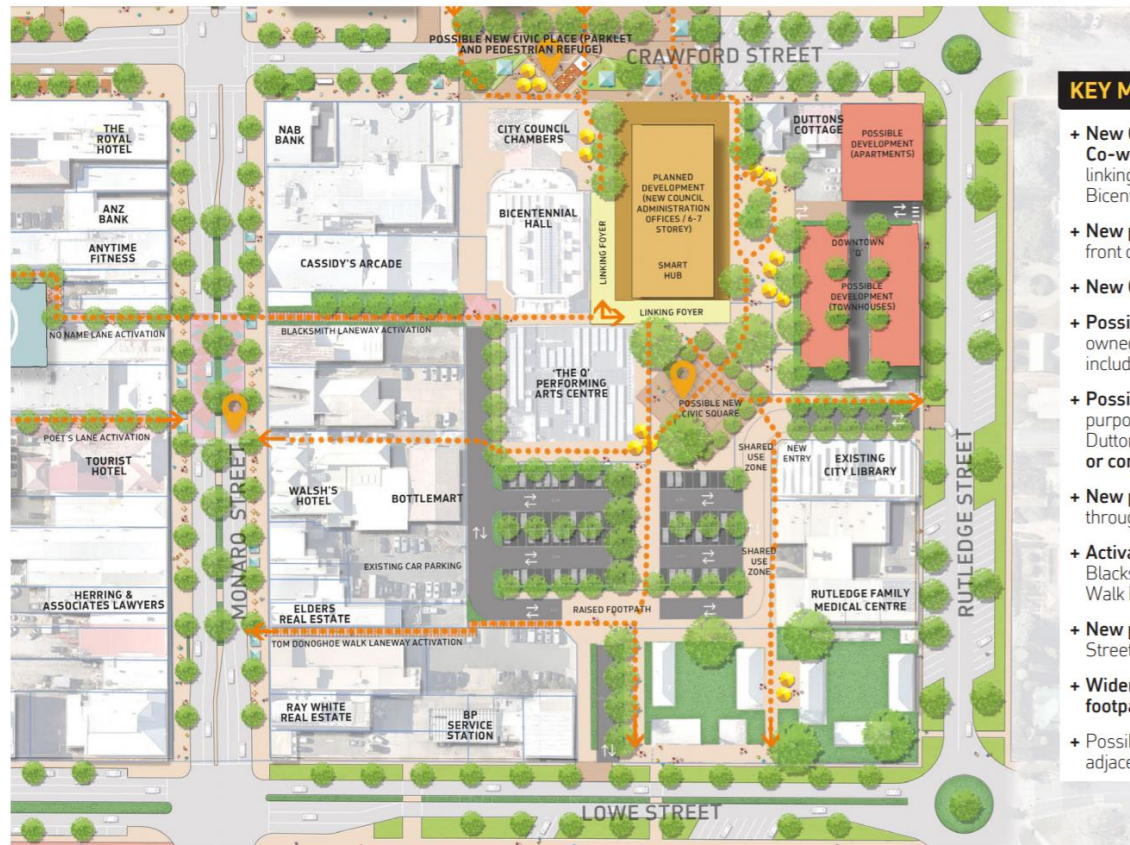 POSSIBLE NEW CIVIC PLACE (PARKLET
AND PEDESTRIAN REFUGE)
CRAWFORD STREET
THE
ROYAL
HOTEL
NAB
BANK
CITY COUNCIL
CHAMBERS
DUTTONS
COTTAGE
POSSIBLE
DEVELOPMENT
(APARTMENTS)
PLANNED
DEVELOPMENT
(NEW COUNCIL
ADMINISTRATION
OFFICES / 6-7
STOREY)
SMART
HUB
ANZ
BANK
ANYTIME
FITNESS
BICENTENNIAL
HALL
CASSIDY'S ARCADE
LINKING FOYER
LINKING FOYER
DOWNTOWN
'Q'
POSSIBLE
DEVELOPMENT
(TOWNHOUSES)
NO NAME LANE ACTIVATION
BLACKSMITH LANEWAY ACTIVATION
'THE Q'
PERFORMING
ARTS CENTRE
POSSIBLE NEW
CIVIC SQUARE
POET'S LANE ACTIVATION
TOURIST
HOTEL
MONARO STREET
WALSH'S
HOTEL
BOTTLEMART
SHARED
USE
ZONE
NEW
ENTRY
EXISTING
CITY LIBRARY
RUTLEDGE STREET
EXISTING CAR PARKING
SHARED
USE
ZONE
HERRING &
ASSOCIATES LAWYERS
ELDERS
REAL ESTATE
RAISED FOOTPATH
RUTLEDGE FAMILY
MEDICAL CENTRE
TOM DONOGHOE WALK LANEWAY ACTIVATION
RAY WHITE
REAL ESTATE
BP
SERVICE
STATION
LOWE STREET
KEY M
+ New
Co-w
linking
Bicen
+ New p
front o
+ New
+ Possi
owned
includ
+ Possi
purpo
Dutto
or con
+ New p
throug
+ Activa
Blacks
Walk
+ New p
Street
+ Wider
footpa
+ Possib
adjace